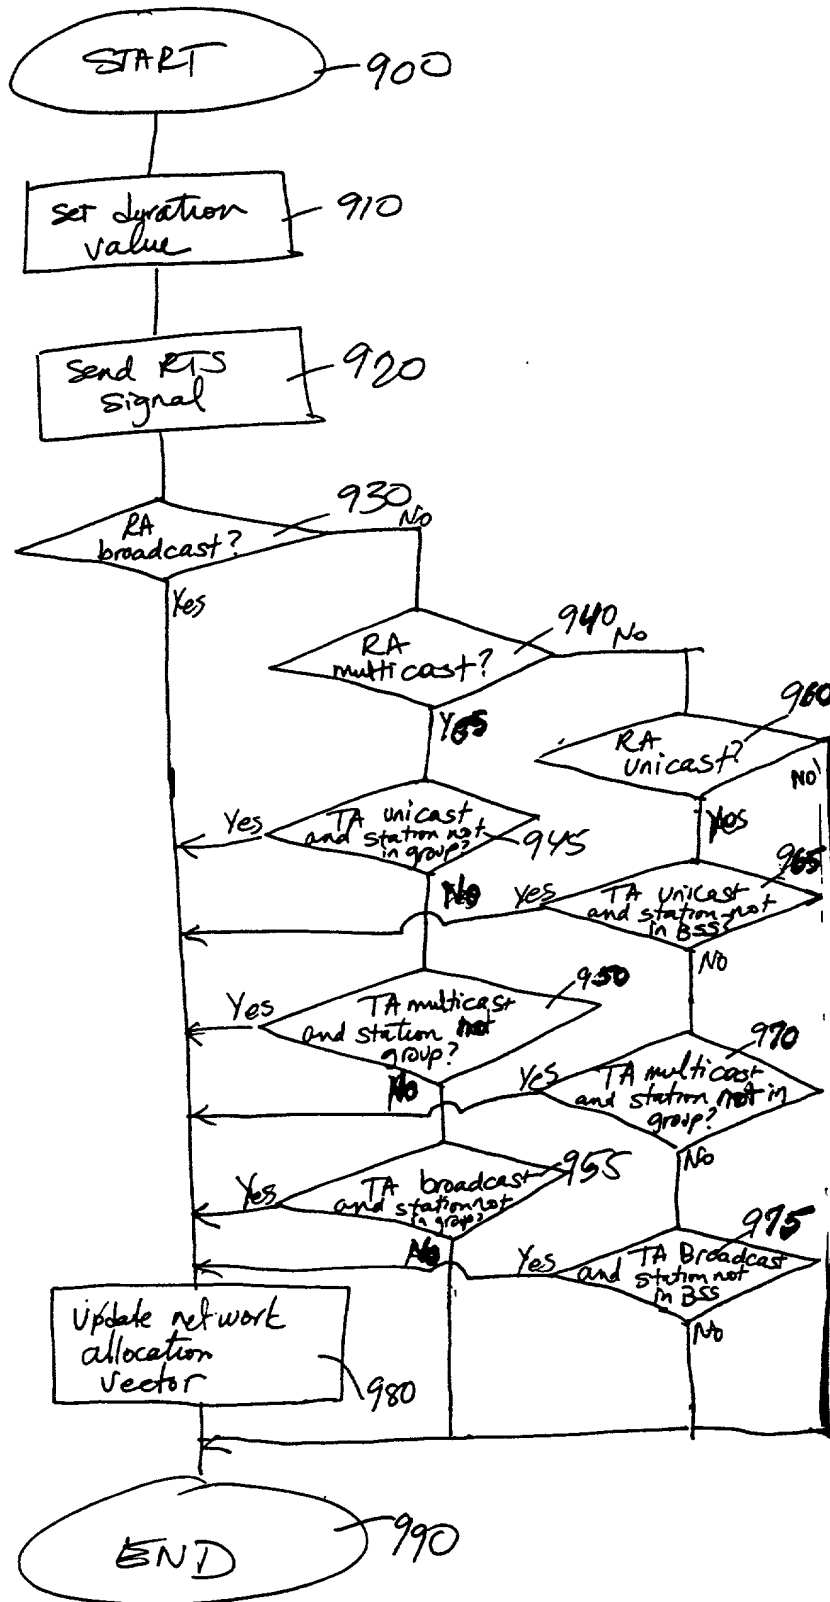 START
900
set duration
value
910
Send RTS
signal
920
RA
broadcast?
930
No
Yes
RA
multicast?
940
No
Yes
RA
unicast?
960
No
Yes
TA unicast
and station not
in group?
945
Yes
No
TA Unicast
and station not
in BSS?
965
Yes
No
TA multicast
and station not
group?
950
Yes
No
TA multicast
and station not in
group?
970
Yes
No
TA broadcast
and station not
in group?
955
Yes
No
TA Broadcast
and station not
in BSS
975
Yes
No
Update network
allocation
vector
980
END
990